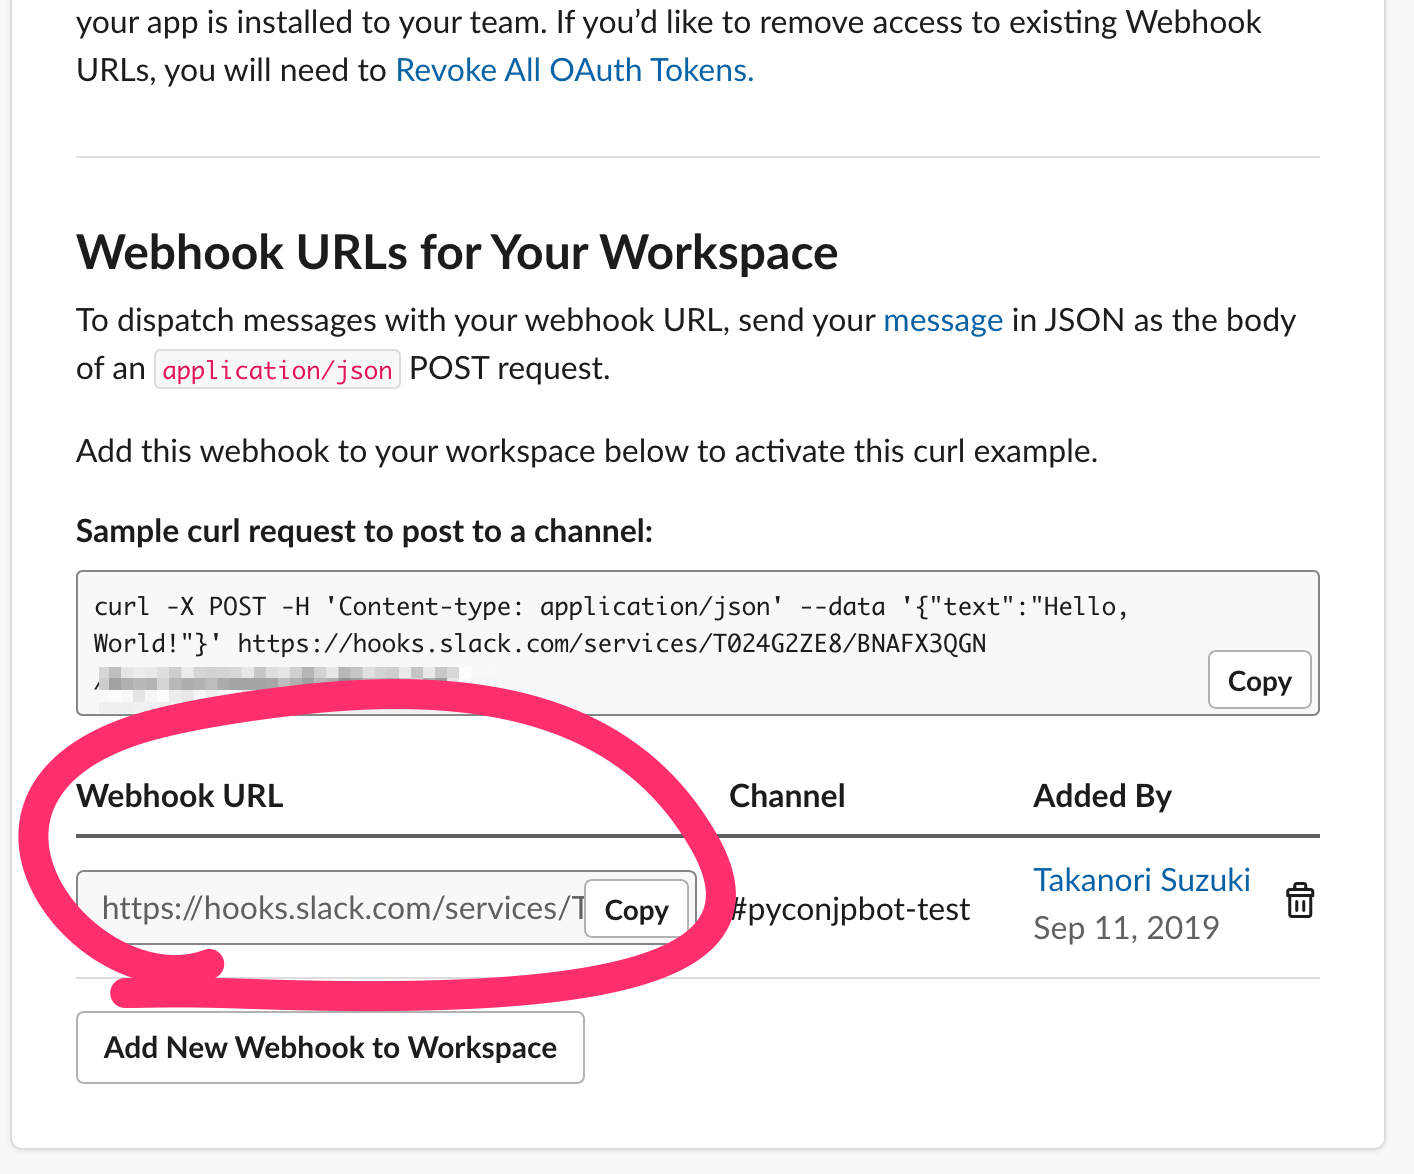 your app is installed to your team. If you’d like to remove access to existing Webhook
URLs, you will need to Revoke All OAuth Tokens.
Webhook URLs for Your Workspace
To dispatch messages with your webhook URL, send your message in JSON as the body
of an application/json POST request.
Add this webhook to your workspace below to activate this curl example.
Sample curl request to post to a channel:
curl -X POST -H 'Content-type: application/json' --data '{"text":"Hello,
World!"}' https://hooks.slack.com/services/T024G2ZE8/BNAFX3QGN
Copy
Webhook URL Channel Added By
https://hooks.slack.com/services/T Copy #pyconjpbot-test Takanori Suzuki
Sep 11, 2019
Add New Webhook to Workspace